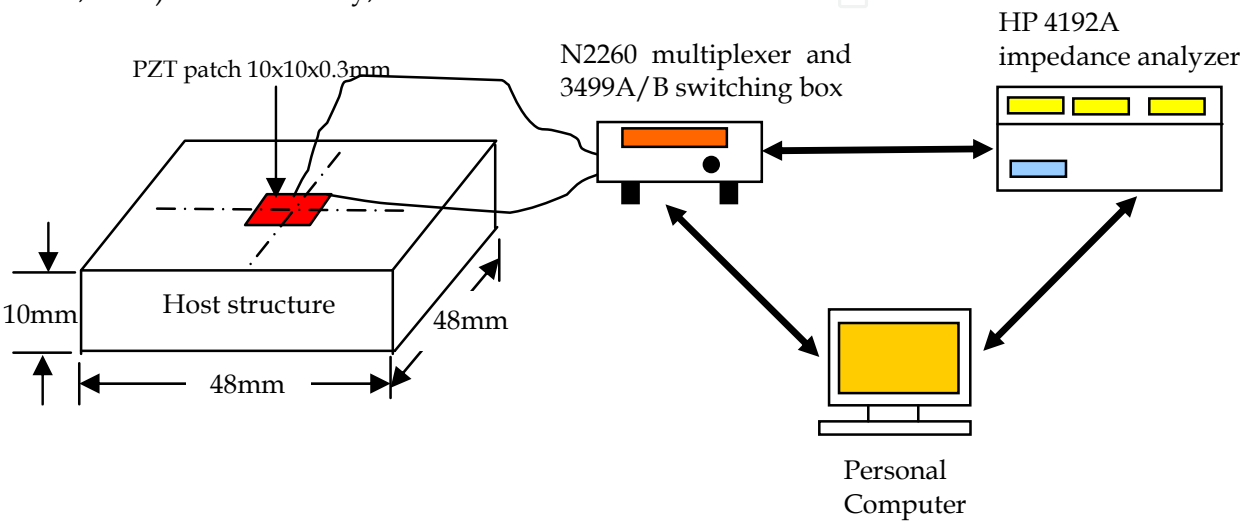 HP 4192A
impedance analyzer
N2260 multiplexer and
3499A/B switching box
PZT patch 10x10x0.3mm
Host structure
10mm
48mm
48mm
Personal
Computer